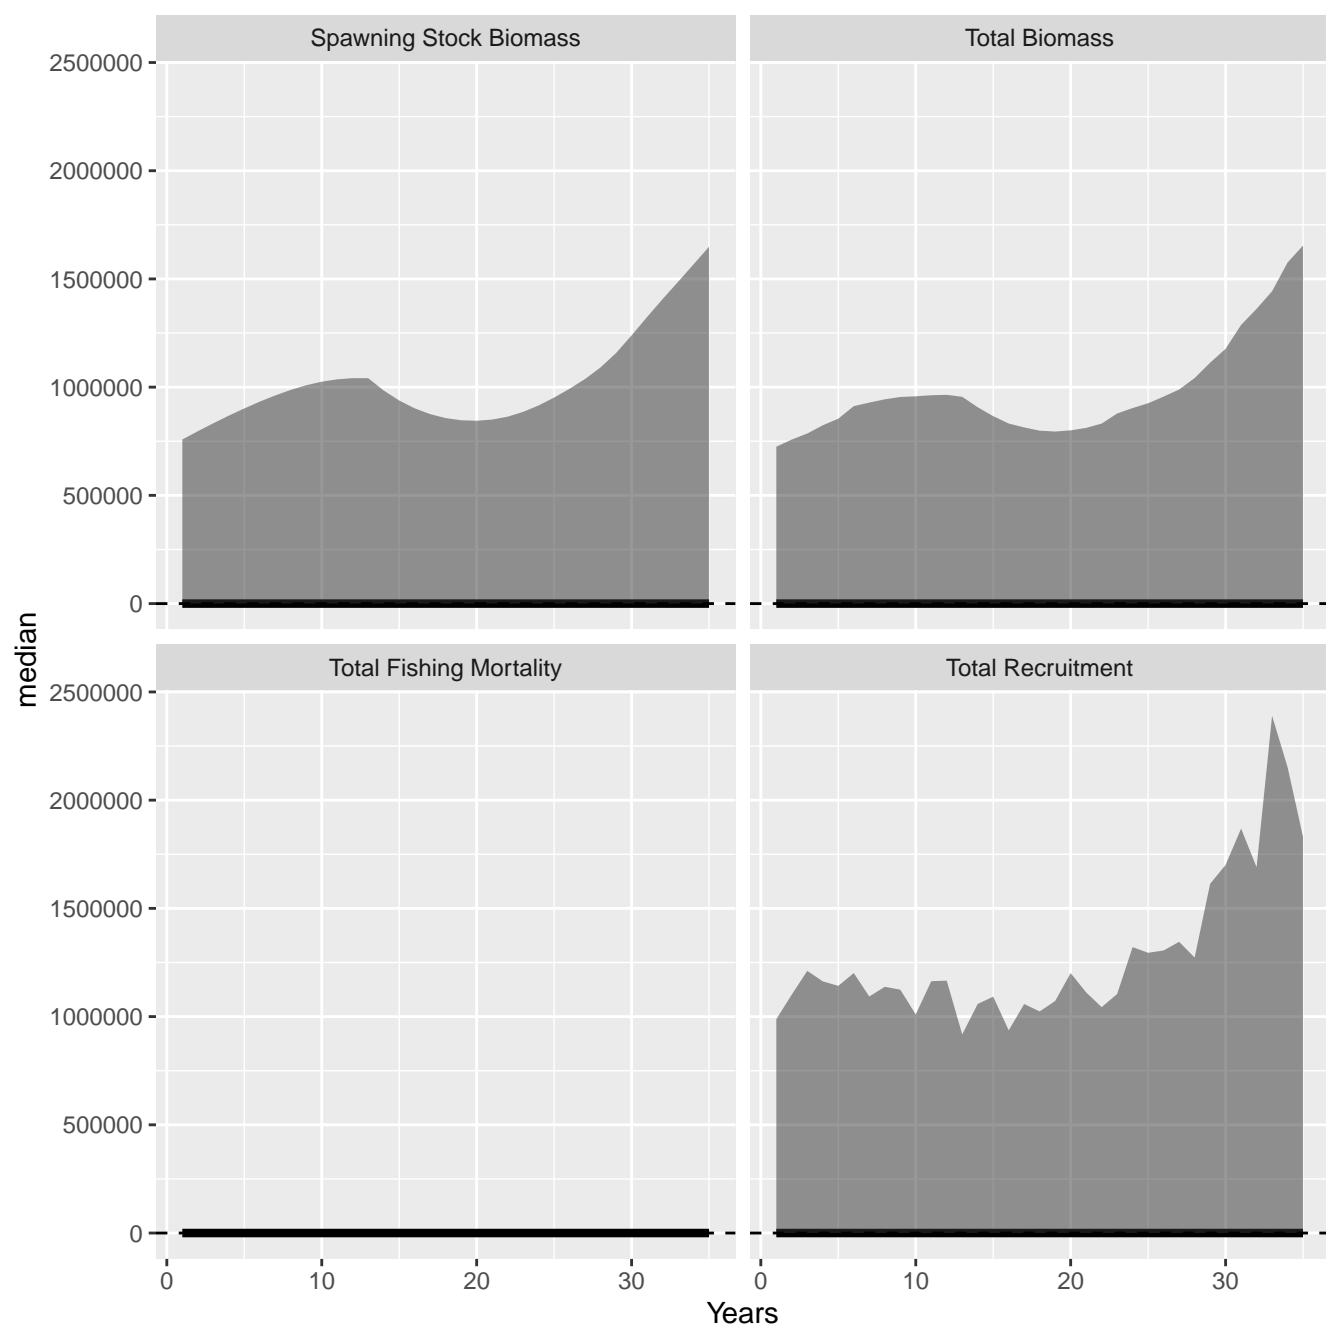 Spawning Stock Biomass
Total Biomass
2500000
2000000
1500000
1000000
500000
0
Total Fishing Mortality
Total Recruitment
2500000
2000000
1500000
1000000
500000
0
median
0 10 20 30
0 10 20 30
Years